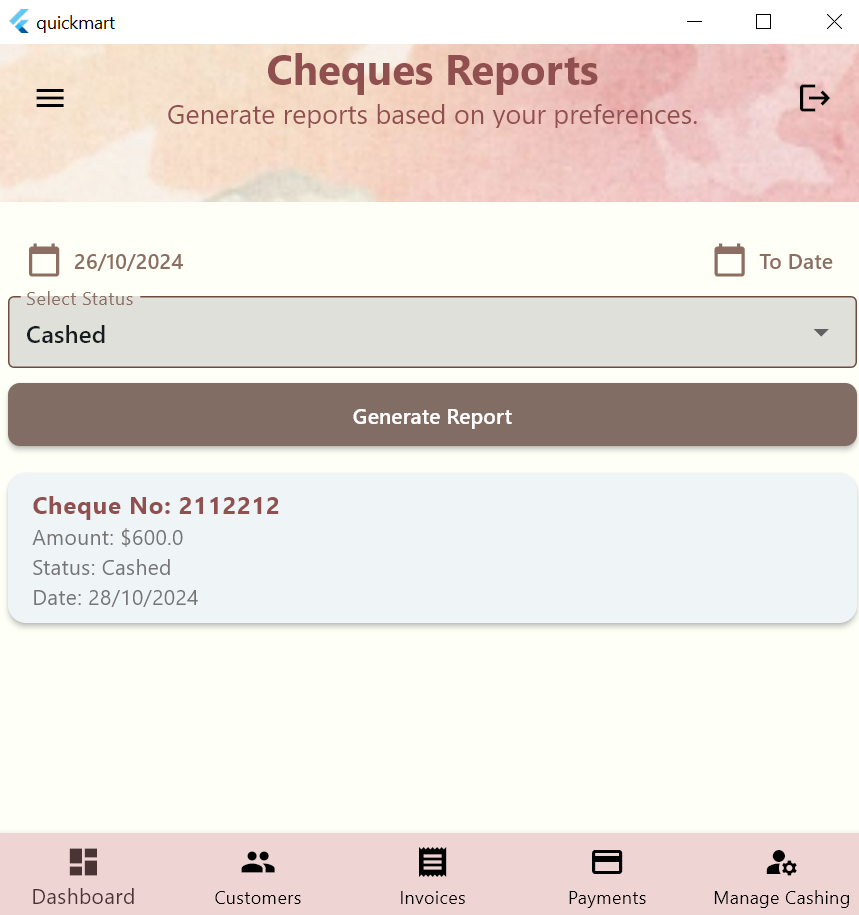 quickmart
Cheques Reports
Generate reports based on your preferences.
26/10/2024
To Date
Select Status
Cashed
Generate Report
Cheque No: 2112212
Amount: $600.0
Status: Cashed
Date: 28/10/2024
Dashboard
Customers
Invoices
Payments
Manage Cashing